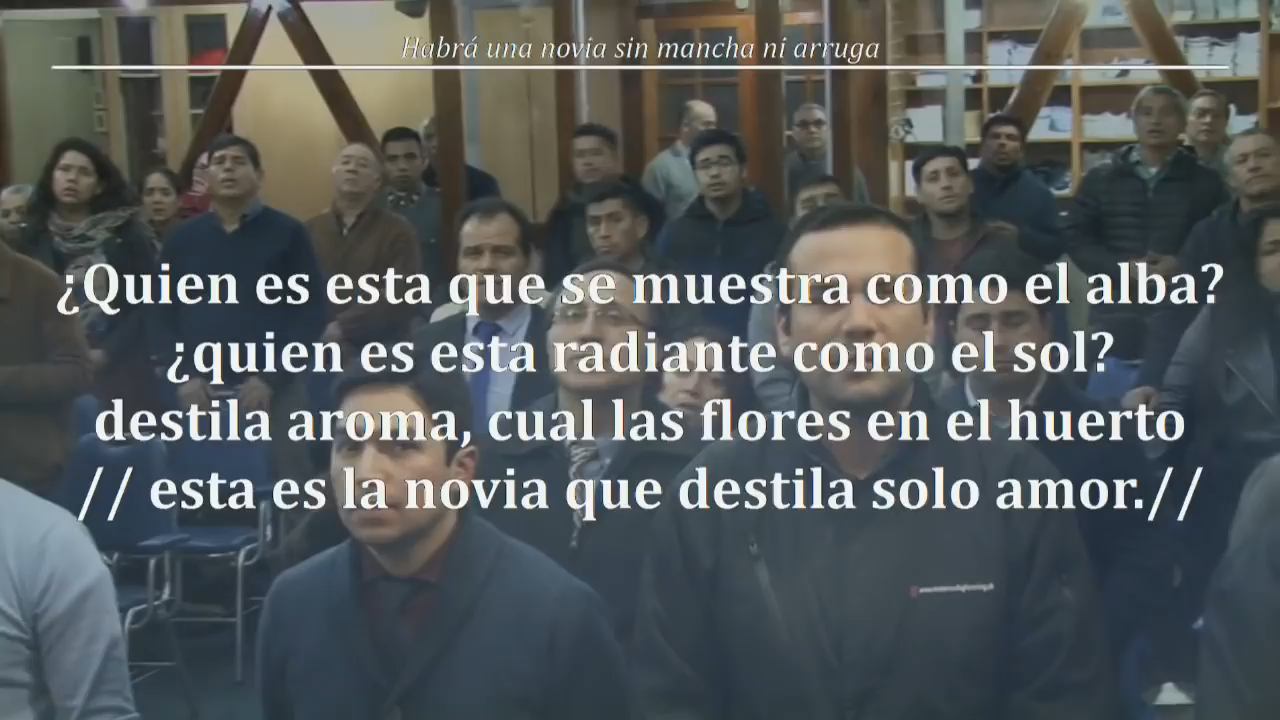 Habrá una novia sin mancha ni arruga
¿Quien es esta que se muestra como el alba?
¿quien es esta radiante como el sol?
destila aroma, cual las flores en el huerto
// esta es la novia que destila solo amor.//